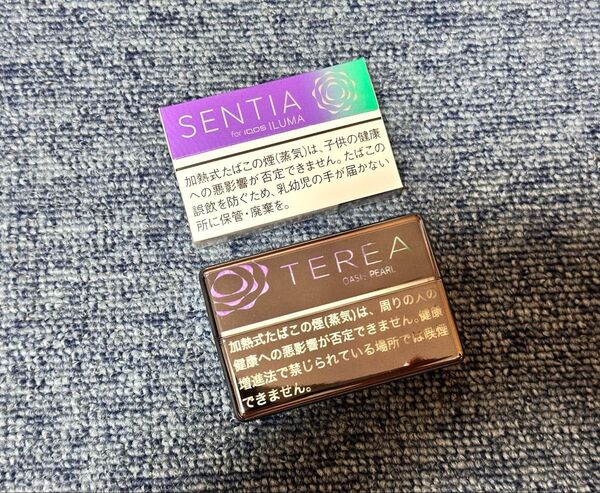 SENTIA
for IQOS ILUMA
加熱式たばこの煙(蒸気)は、子供の健康
への悪影響が否定できません。たばこの
誤飲を防ぐため、乳幼児の手が届かない
所に保管・廃棄を。
TEREA
OASIS PEARL
加熱式たばこの煙(蒸気)は、周りの人の
健康への悪影響が否定できません。健康
増進法で禁じられている場所では喫煙
できません。